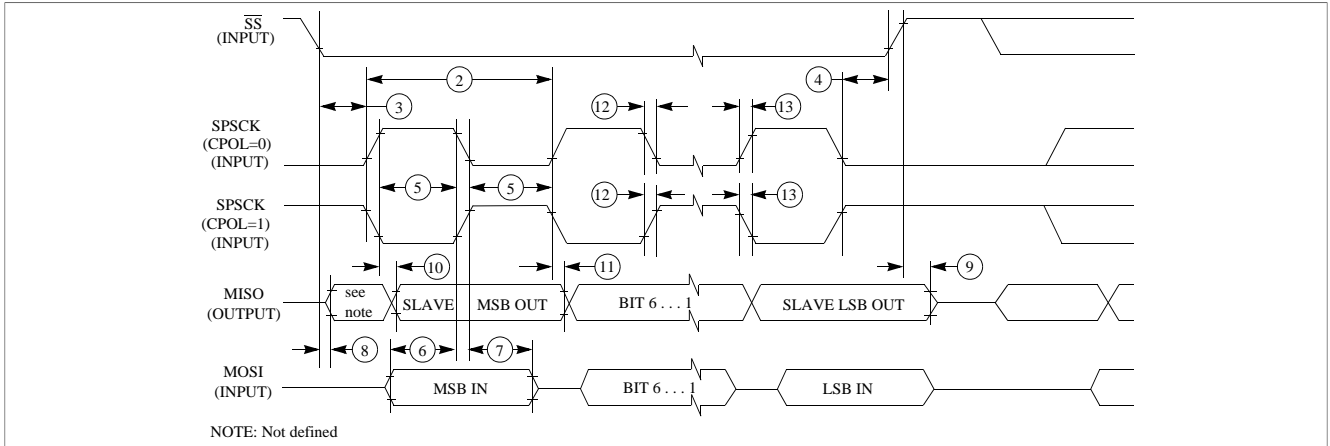 SS
(INPUT)
2
4
3
12
13
SPSCK
(CPOL=0)
(INPUT)
5
5
12
13
SPSCK
(CPOL=1)
(INPUT)
10
11
9
MISO
(OUTPUT)
see
note
SLAVE
MSB OUT
BIT 6 . . . 1
SLAVE LSB OUT
8
6
7
MOSI
(INPUT)
MSB IN
BIT 6 . . . 1
LSB IN
NOTE: Not defined